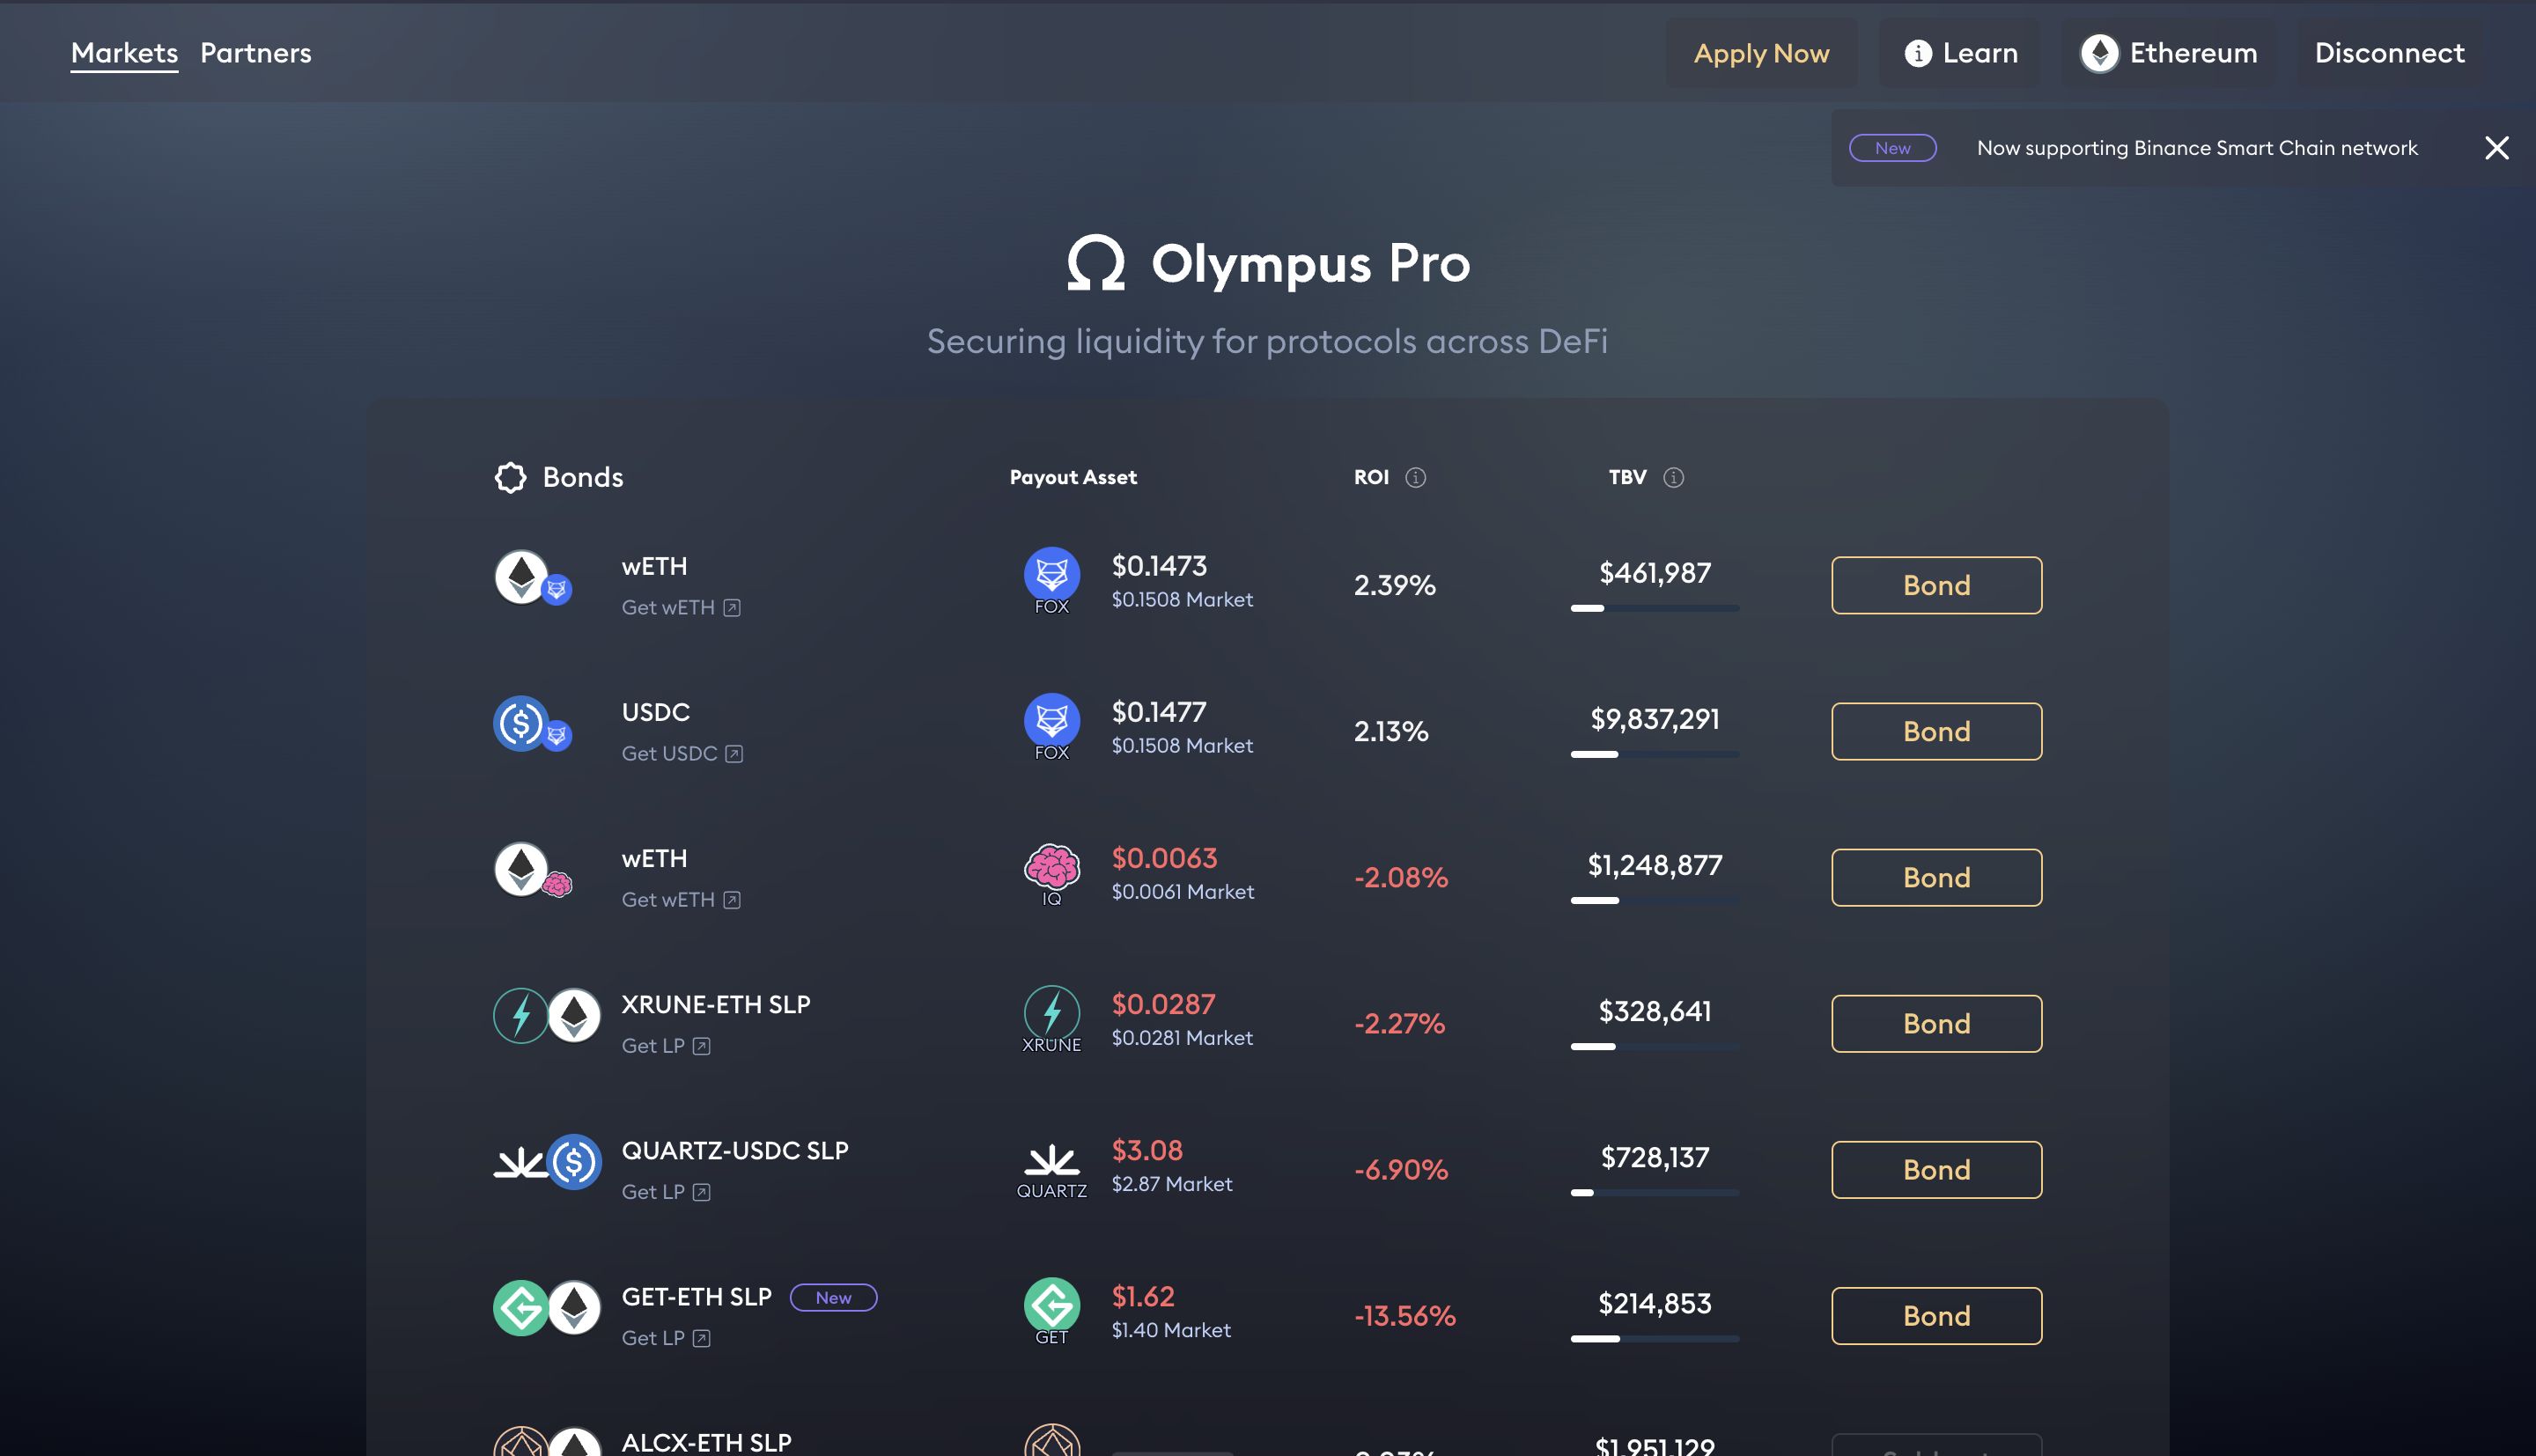 Markets Partners Apply Now Learn Ethereum Disconnect
New Now supporting Binance Smart Chain network
Olympus Pro
Securing liquidity for protocols across DeFi
Bonds Payout Asset ROI TBV
wETH
Get wETH
FOX
$0.1473
$0.1508 Market
2.39%
$461,987
Bond
USDC
Get USDC
FOX
$0.1477
$0.1508 Market
2.13%
$9,837,291
Bond
wETH
Get wETH
IQ
$0.0063
$0.0061 Market
-2.08%
$1,248,877
Bond
XRUNE-ETH SLP
Get LP
XRUNE
$0.0287
$0.0281 Market
-2.27%
$328,641
Bond
QUARTZ-USDC SLP
Get LP
QUARTZ
$3.08
$2.87 Market
-6.90%
$728,137
Bond
GET-ETH SLP New
Get LP
GET
$1.62
$1.40 Market
-13.56%
$214,853
Bond
ALCX-ETH SLP
$1,951,129